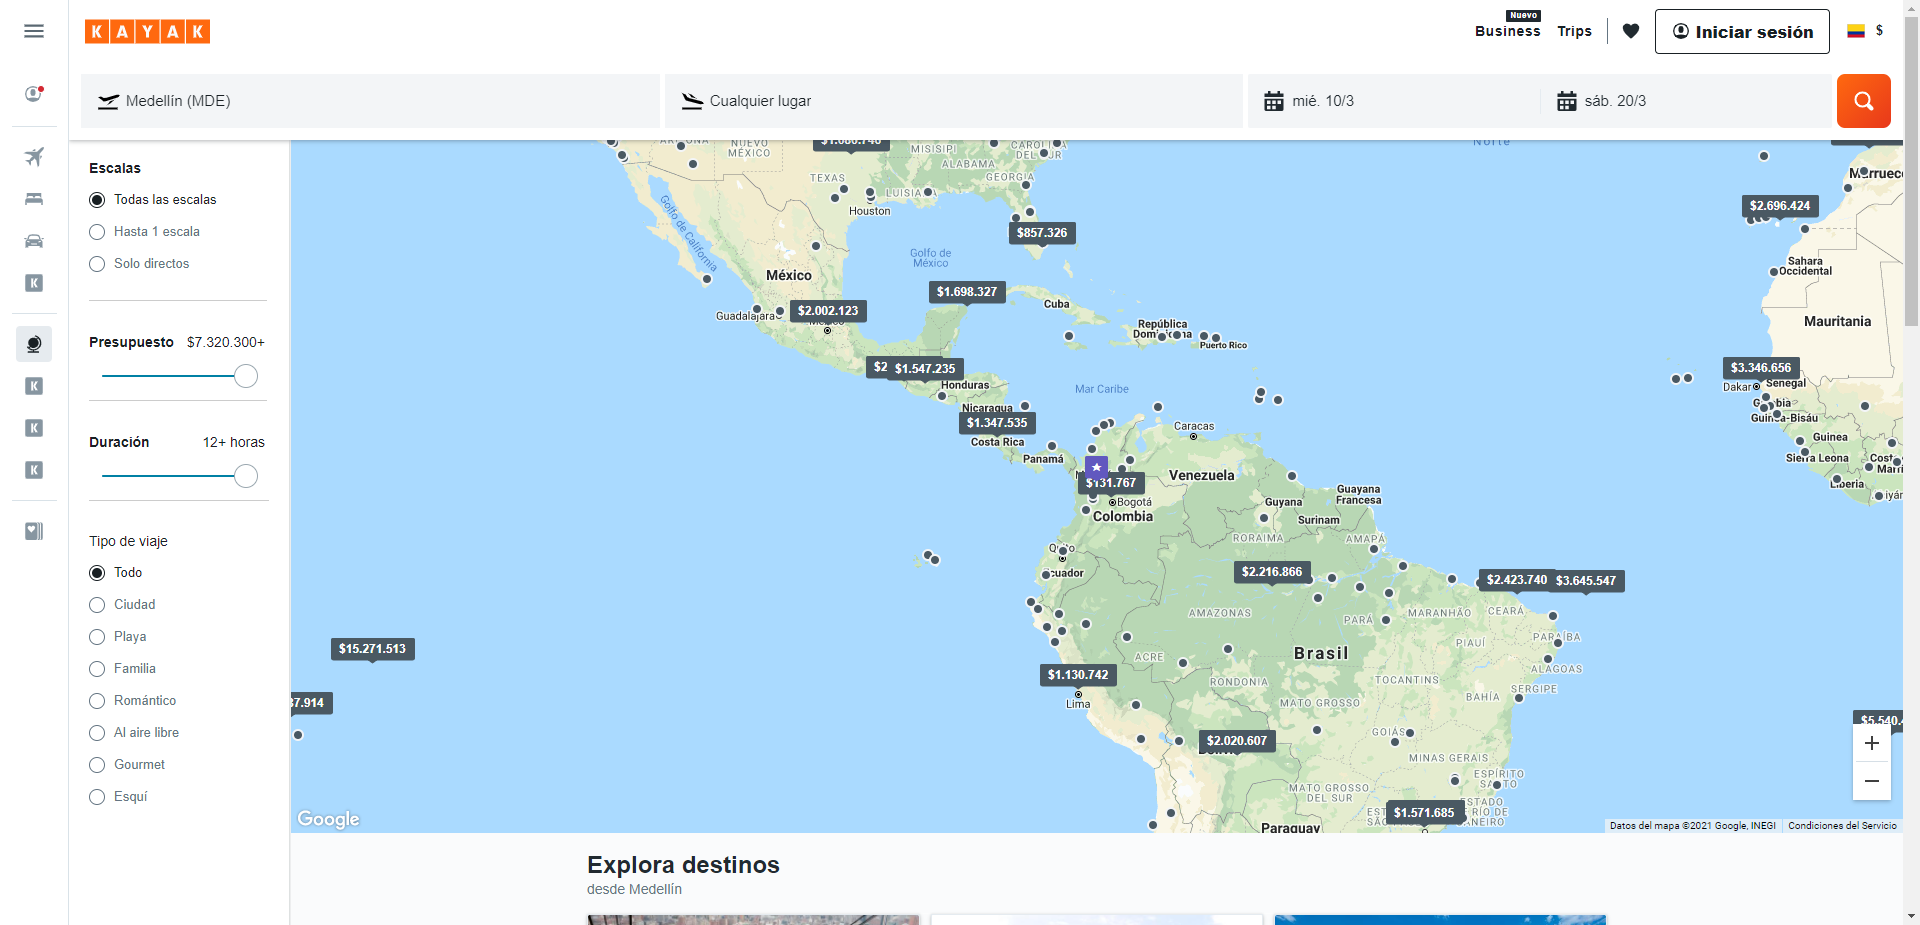 KAYAK
Nuevo
Business
Trips
Iniciar sesión
$
Medellín (MDE)
Cualquier lugar
mié. 10/3
sáb. 20/3
Escalas
Todas las escalas
Hasta 1 escala
Solo directos
Presupuesto $7.320.300+
Duración 12+ horas
Tipo de viaje
Todo
Ciudad
Playa
Familia
Romántico
Al aire libre
Gourmet
Esquí
NUEVO
MÉXICO
MISISIPI
ALABAMA
CAROLINA
DEL SUR
GEORGIA
TEXAS
LUISIA
Houston
Golfo de California
Golfo de
México
$857.326
$2.696.424
Sahara
Occidental
México
$1.698.327
Cuba
Guadalajara
$2.002.123
República
Dominicana
Puerto Rico
Mauritania
$2
$1.547.235
Honduras
Mar Caribe
$3.346.656
Dakar
Senegal
Gambia
Guinea-Bisáu
Nicaragua
$1.347.535
Costa Rica
Caracas
Guinea
Sierra Leona
Panamá
Venezuela
Liberia
$131.767
Bogotá
Colombia
Guyana
Guayana
Francesa
Surinam
RORAIMA
AMAPÁ
Quito
Ecuador
$2.216.866
$2.423.740
$3.645.547
AMAZONAS
PARÁ
MARANHÃO
CEARÁ
PIAUÍ
PARAÍBA
$15.271.513
ACRE
Brasil
ALAGOAS
$1.130.742
Lima
RONDONIA
TOCANTINS
SERGIPE
BAHÍA
37.914
MATO GROSSO
$5.540.4
$2.020.607
GOIÁS
MINAS GERAIS
ESPÍRITO
SANTO
MATO GROSSO
DEL SUR
$1.571.685
ESTADO
DE RÍO DE
JANEIRO
Paraguay
Google
Datos del mapa ©2021 Google, INEGI
Condiciones del Servicio
Explora destinos
desde Medellín